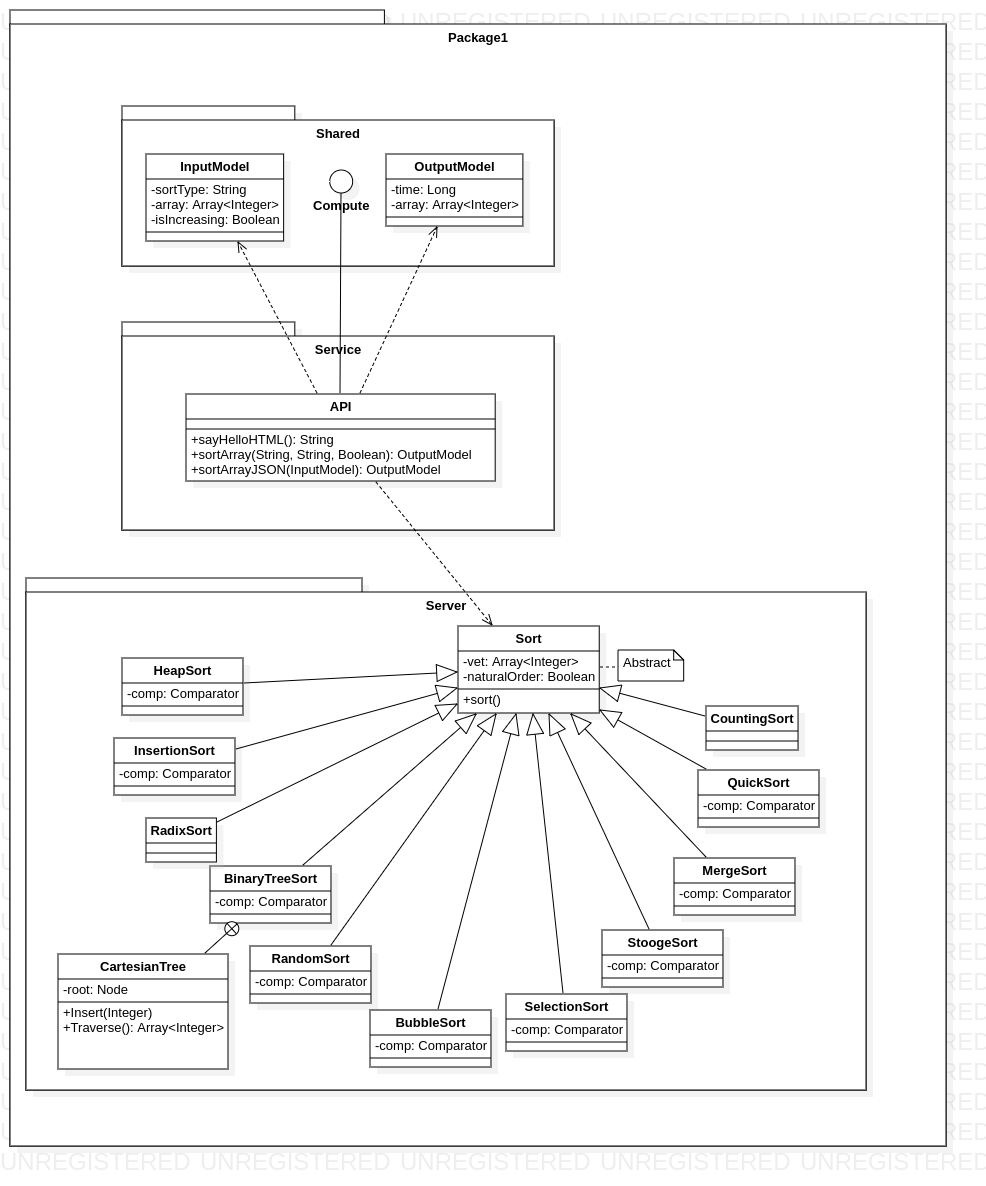 Package1
Shared
InputModel
-sortType: String
-array: Array<Integer>
-isIncreasing: Boolean
Compute
OutputModel
-time: Long
-array: Array<Integer>
Service
API
+sayHelloHTML(): String
+sortArray(String, String, Boolean): OutputModel
+sortArrayJSON(InputModel): OutputModel
Server
Sort
-vet: Array<Integer>
-naturalOrder: Boolean
+sort()
Abstract
HeapSort
-comp: Comparator
InsertionSort
-comp: Comparator
RadixSort
BinaryTreeSort
-comp: Comparator
CartesianTree
-root: Node
+Insert(Integer)
+Traverse(): Array<Integer>
RandomSort
-comp: Comparator
BubbleSort
-comp: Comparator
SelectionSort
-comp: Comparator
StoogeSort
-comp: Comparator
MergeSort
-comp: Comparator
QuickSort
-comp: Comparator
CountingSort
UNREGISTERED UNREGISTERED UNREGISTERED UNREGISTERED UNREGISTERED